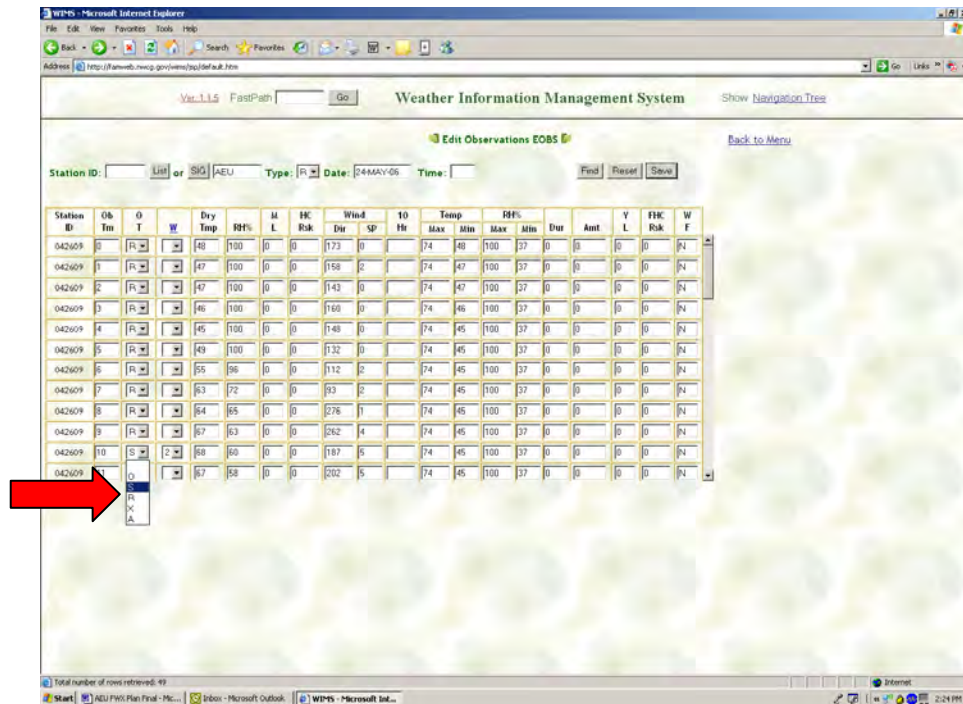 WIMS - Microsoft Internet Explorer
File Edit View Favorites Tools Help
Back Search Favorites
Address http://famweb.nwcg.gov/wims/jsp/default.htm Go Links
Ver. 1.1.5 FastPath Go Weather Information Management System Show Navigation Tree
Edit Observations EOBS Back to Menu
Station ID: List or SIG AEU Type: R Date: 24-MAY-06 Time: Find Reset Save
Station ID Ob Tm O T W Dry Tmp RH% M L HC Rsk Wind Dir SP 10 Hr Temp Max Min RH% Max Min Dur Amt Y L FHC Rsk W F
042609 0 R 48 100 0 0 173 0 74 48 100 37 0 0 0 0 N
042609 1 R 47 100 0 0 158 2 74 47 100 37 0 0 0 0 N
042609 2 R 47 100 0 0 143 0 74 47 100 37 0 0 0 0 N
042609 3 R 46 100 0 0 160 0 74 46 100 37 0 0 0 0 N
042609 4 R 45 100 0 0 148 0 74 45 100 37 0 0 0 0 N
042609 5 R 49 100 0 0 132 0 74 45 100 37 0 0 0 0 N
042609 6 R 55 96 0 0 112 2 74 45 100 37 0 0 0 0 N
042609 7 R 63 72 0 0 93 2 74 45 100 37 0 0 0 0 N
042609 8 R 64 65 0 0 276 1 74 45 100 37 0 0 0 0 N
042609 9 R 67 63 0 0 262 4 74 45 100 37 0 0 0 0 N
042609 10 S 2 68 60 0 0 187 5 74 45 100 37 0 0 0 0 N
042609 67 58 0 0 202 5 74 45 100 37 0 0 0 0 N
O
S
R
X
A
Total number of rows retrieved: 49 Internet
Start AEU FWX Plan Final - Mic... Inbox - Microsoft Outlook WIMS - Microsoft Int... 2:24 PM